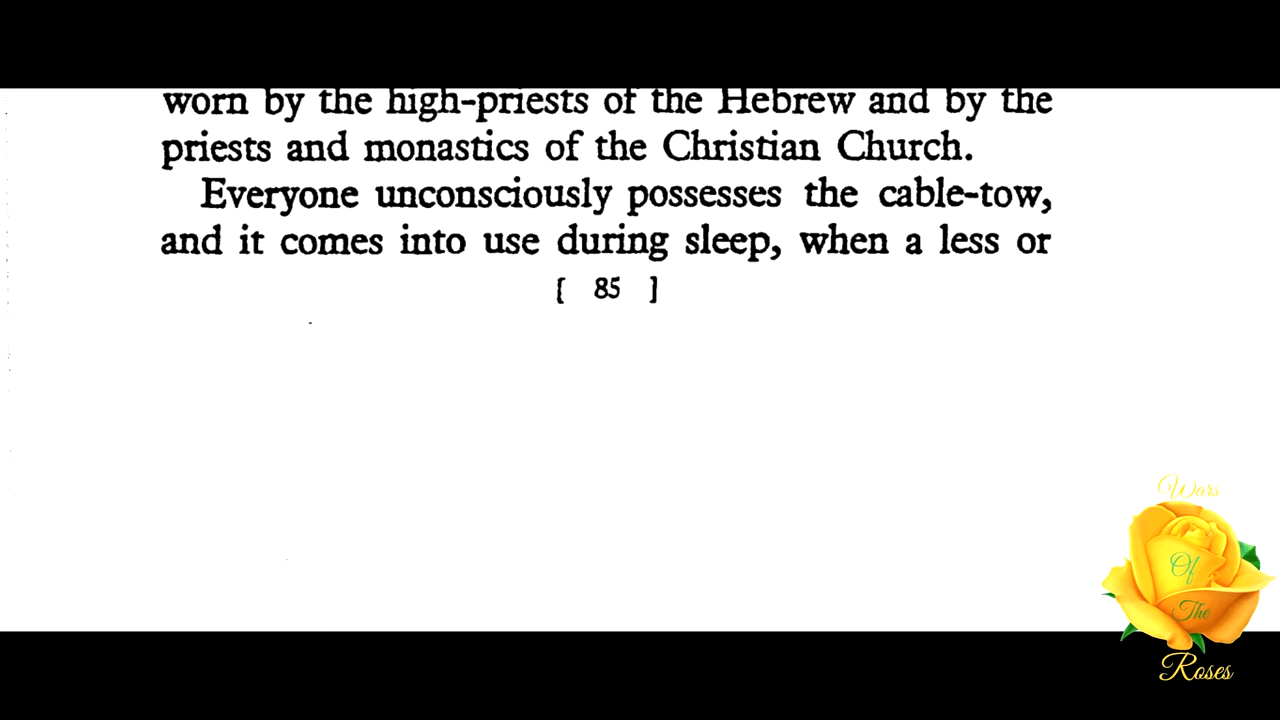 worn by the high-priests of the Hebrew and by the
priests and monastics of the Christian Church.
Everyone unconsciously possesses the cable-tow,
and it comes into use during sleep, when a less or
[ 85 ]
Wars
Of
The
Roses